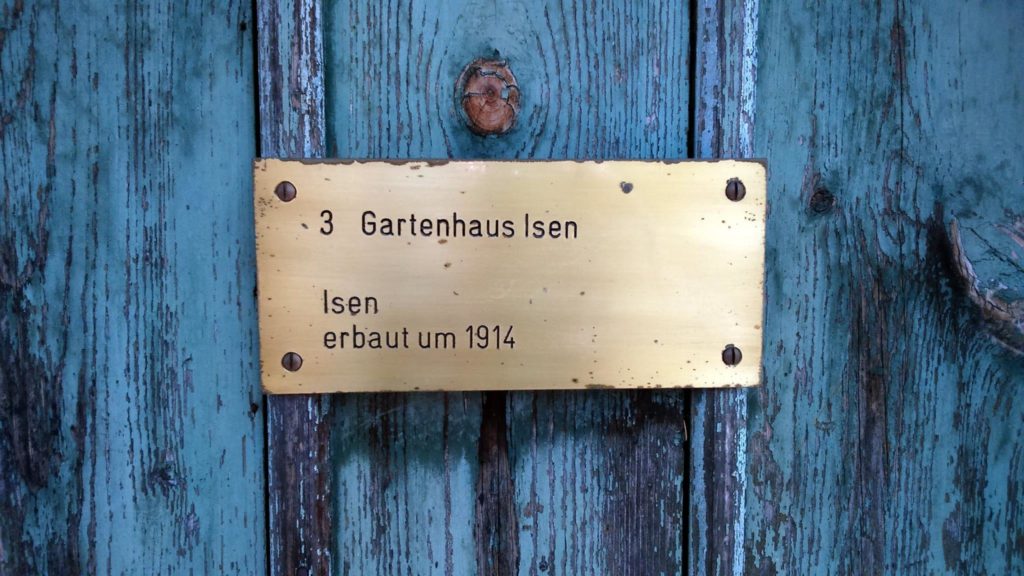 3 Gartenhaus Isen
Isen
erbaut um 1914